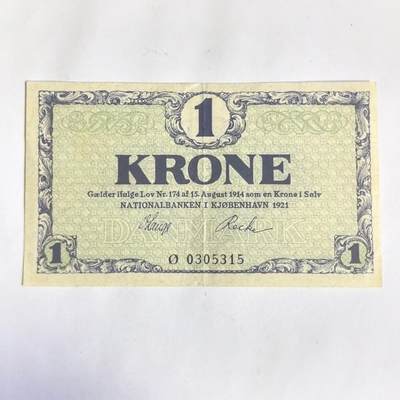 1
KRONE
Gælder ifølge Lov Nr. 174 af 15. August 1914 som en Krone i Sølv
NATIONALBANKEN I KJØBENHAVN 1921
DANMARK
1 Ø 0305315 1